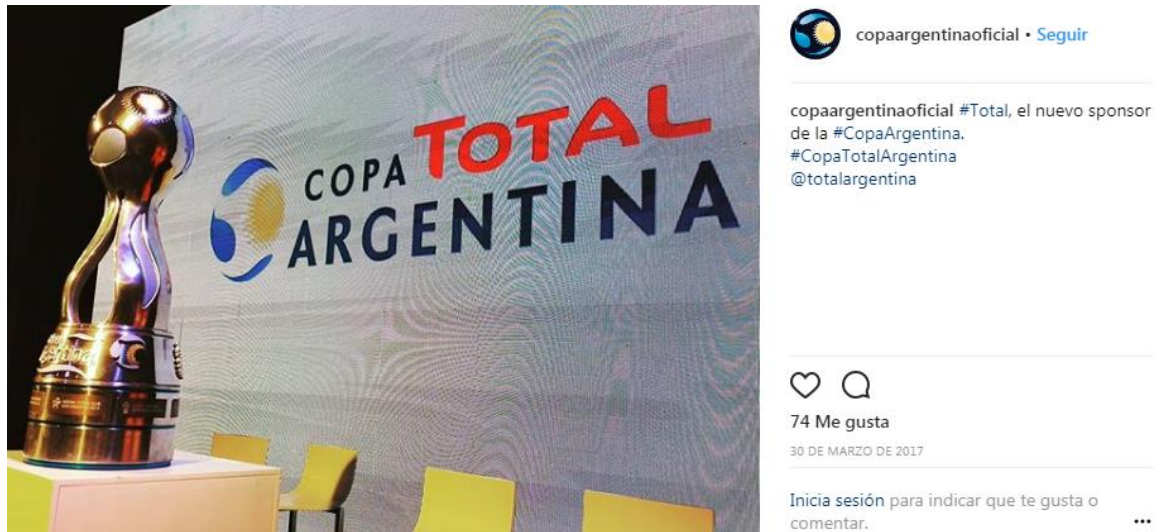 COPA TOTAL
ARGENTINA
copaargentinaoficial • Seguir
copaargentinaoficial #Total, el nuevo sponsor
de la #CopaArgentina.
#CopaTotalArgentina
@totalargentina
74 Me gusta
30 DE MARZO DE 2017
Inicia sesión para indicar que te gusta o
comentar.